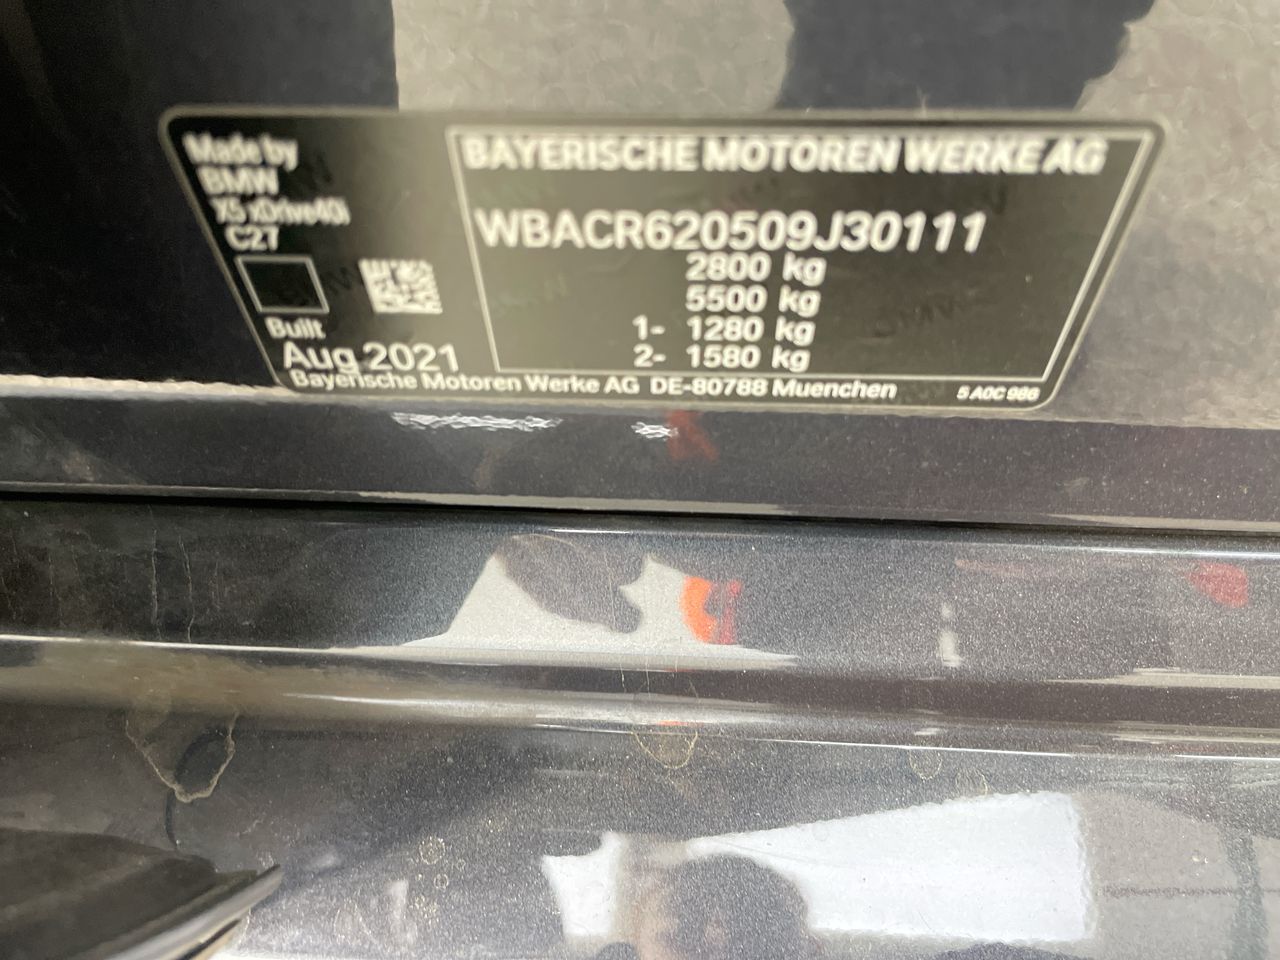 Made by
BMW
X5 xDrive40i
C27
Built
Aug 2021
BAYERISCHE MOTOREN WERKE AG
WBACR620509J30111
2800 kg
5500 kg
1- 1280 kg
2- 1580 kg
Bayerische Motoren Werke AG DE-80788 Muenchen
5 A0C 986